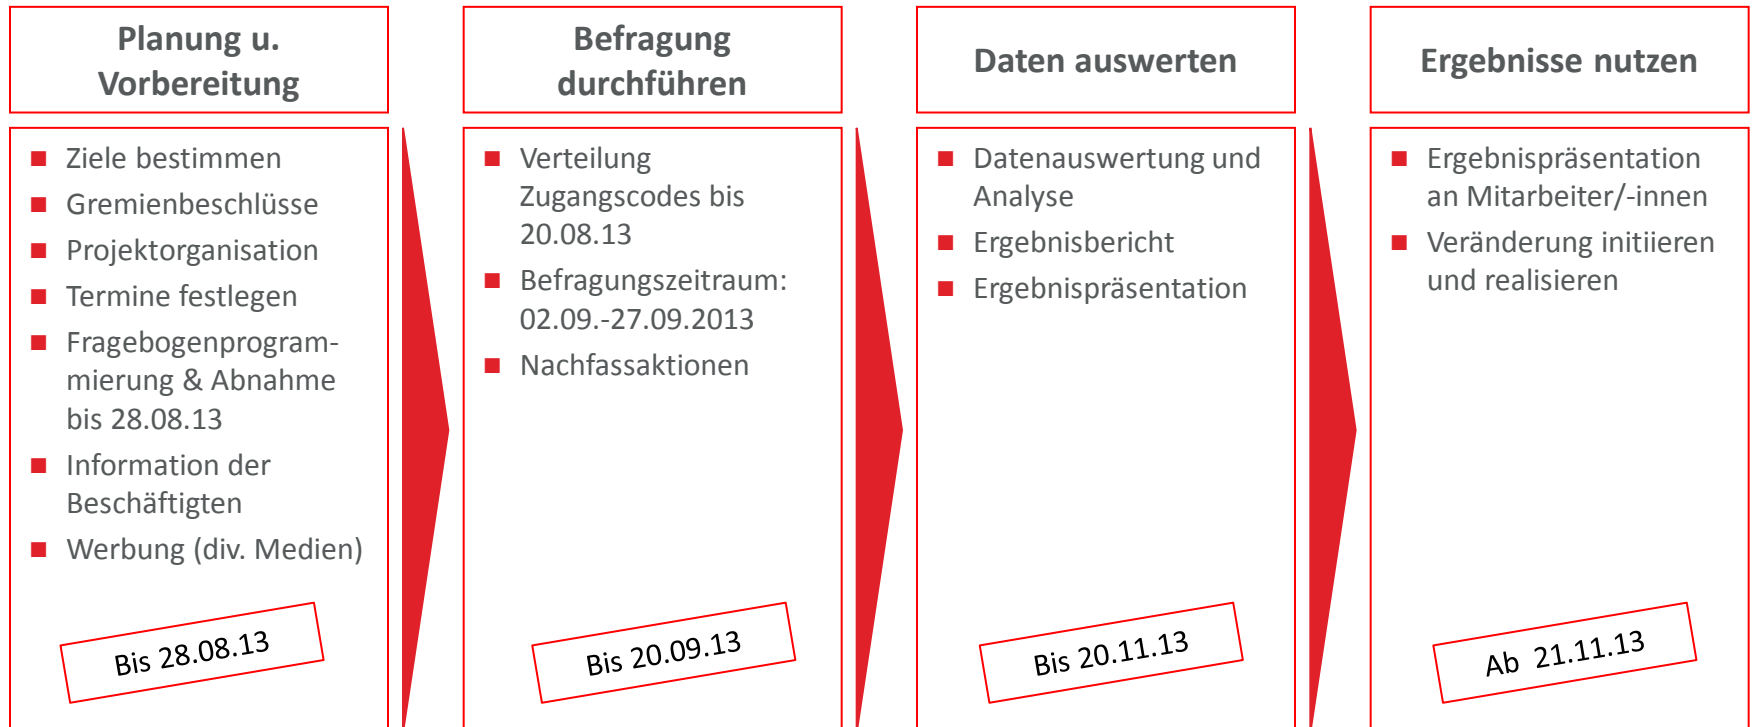 Planung u.
Vorbereitung
Ziele bestimmen
Gremienbeschlüsse
Projektorganisation
Termine festlegen
Fragebogenprogram-
mierung & Abnahme
bis 28.08.13
Information der
Beschäftigten
Werbung (div. Medien)
Bis 28.08.13
Befragung
durchführen
Verteilung
Zugangscodes bis
20.08.13
Befragungszeitraum:
02.09.-27.09.2013
Nachfassaktionen
Bis 20.09.13
Daten auswerten
Datenauswertung und
Analyse
Ergebnisbericht
Ergebnispräsentation
Bis 20.11.13
Ergebnisse nutzen
Ergebnispräsentation
an Mitarbeiter/-innen
Veränderung initiieren
und realisieren
Ab 21.11.13